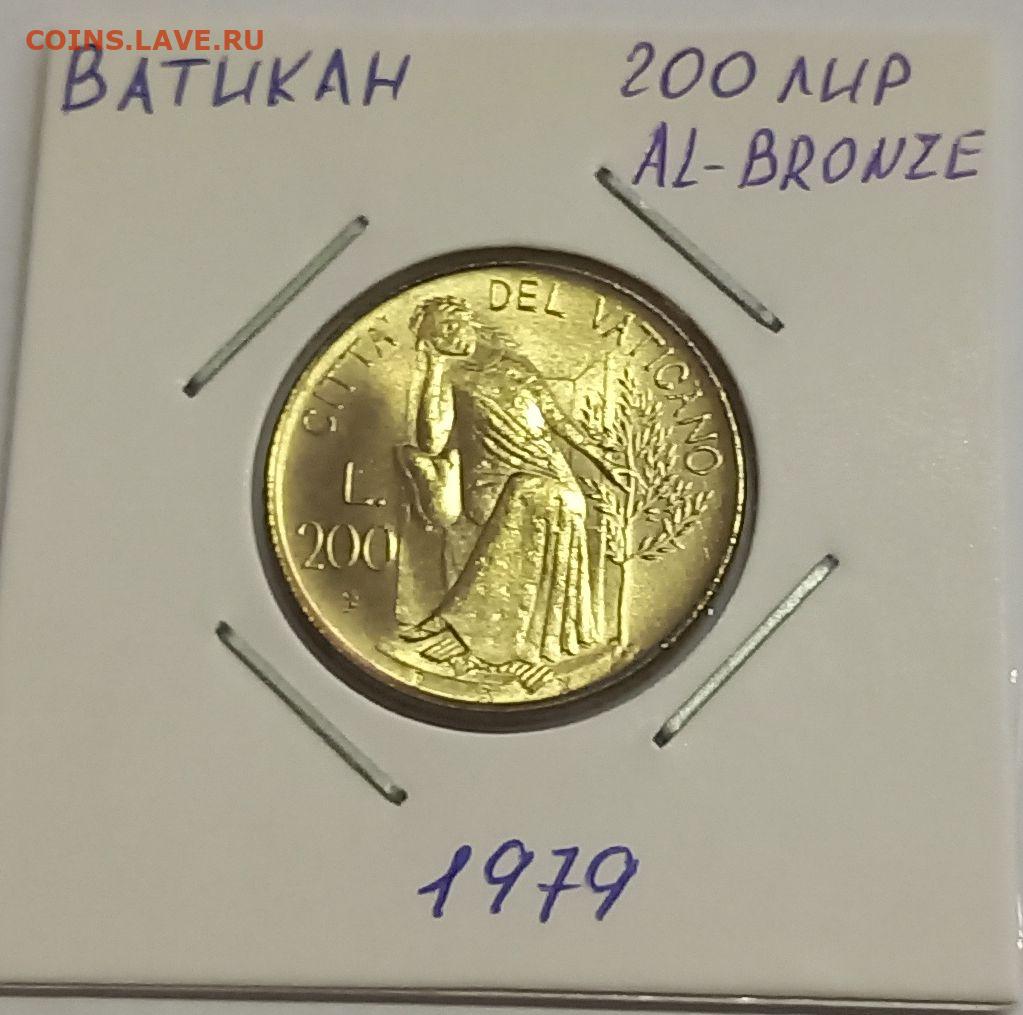 COINS.LAVE.RU
ВАТИКАН
200 ЛИР
AL-BRONZE
CITTA' DEL VATICANO
L.
200
1979